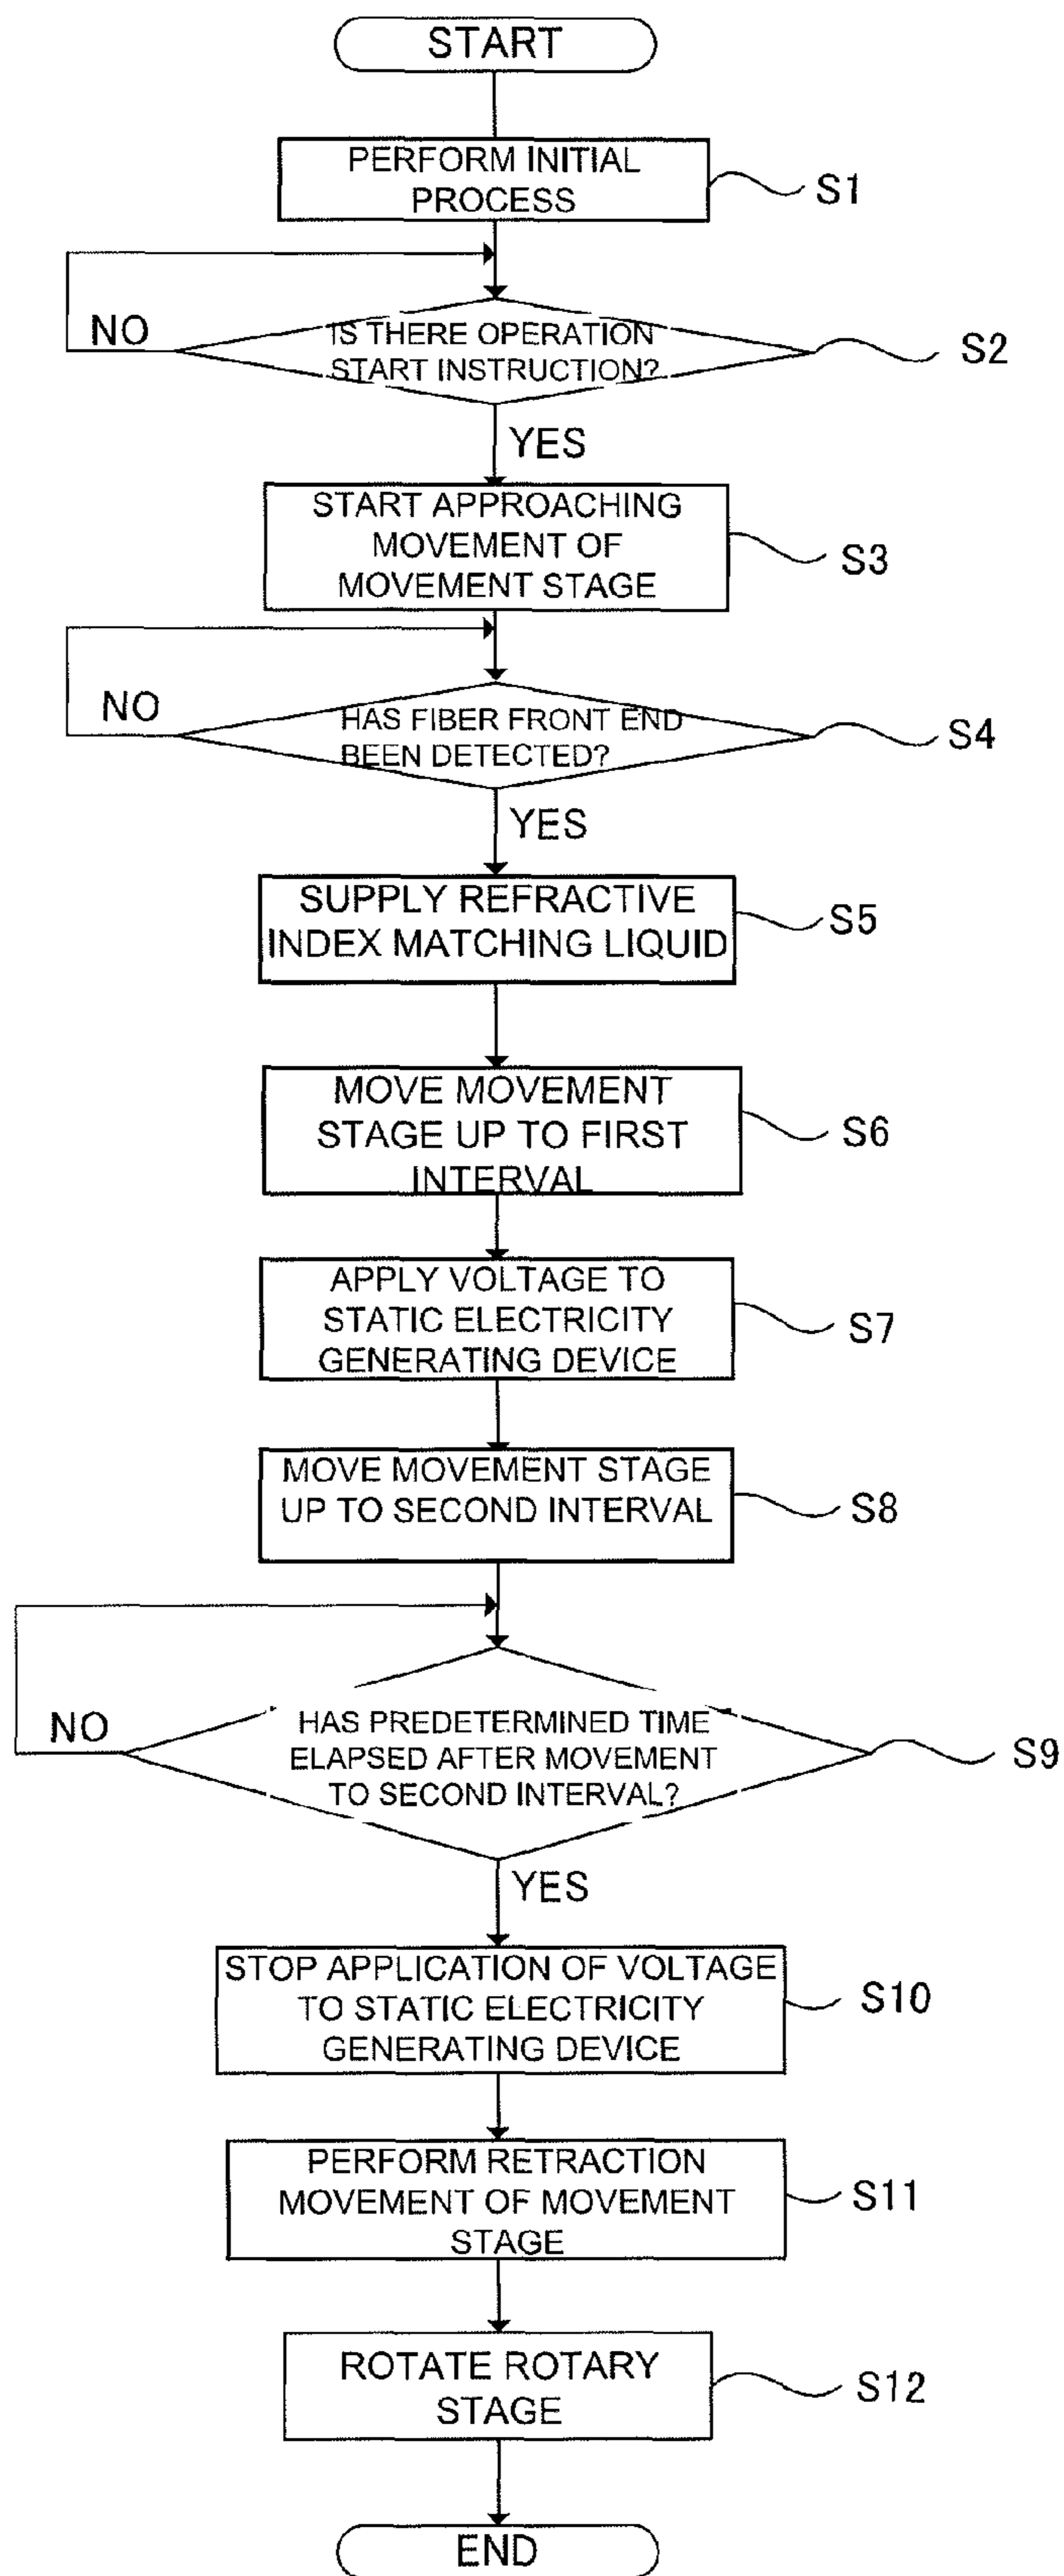 START
PERFORM INITIAL
PROCESS
S1
NO
IS THERE OPERATION
START INSTRUCTION?
S2
YES
START APPROACHING
MOVEMENT OF
MOVEMENT STAGE
S3
NO
HAS FIBER FRONT END
BEEN DETECTED?
S4
YES
SUPPLY REFRACTIVE
INDEX MATCHING LIQUID
S5
MOVE MOVEMENT
STAGE UP TO FIRST
INTERVAL
S6
APPLY VOLTAGE TO
STATIC ELECTRICITY
GENERATING DEVICE
S7
MOVE MOVEMENT STAGE
UP TO SECOND INTERVAL
S8
NO
HAS PREDETERMINED TIME
ELAPSED AFTER MOVEMENT
TO SECOND INTERVAL?
S9
YES
STOP APPLICATION OF VOLTAGE
TO STATIC ELECTRICITY
GENERATING DEVICE
S10
PERFORM RETRACTION
MOVEMENT OF MOVEMENT
STAGE
S11
ROTATE ROTARY
STAGE
S12
END